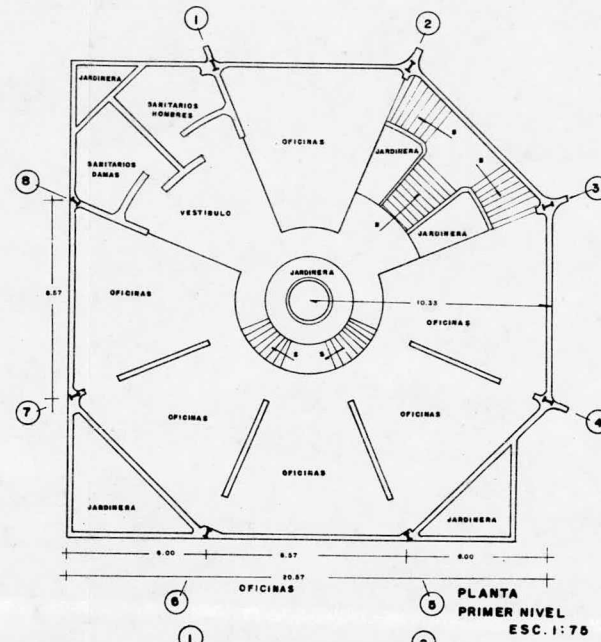 1
2
JARDINERA
SANITARIOS
HOMBRES
OFICINAS
S
JARDINERA
S
SANITARIOS
DAMAS
8
3
VESTIBULO
S
JARDINERA
JARDINERA
6.57
OFICINAS
10.33
OFICINAS
S
S
7
OFICINAS
OFICINAS
4
OFICINAS
JARDINERA
JARDINERA
6.00
8.57
6.00
20.57
6
OFICINAS
5
PLANTA
PRIMER NIVEL
ESC. 1:75
1